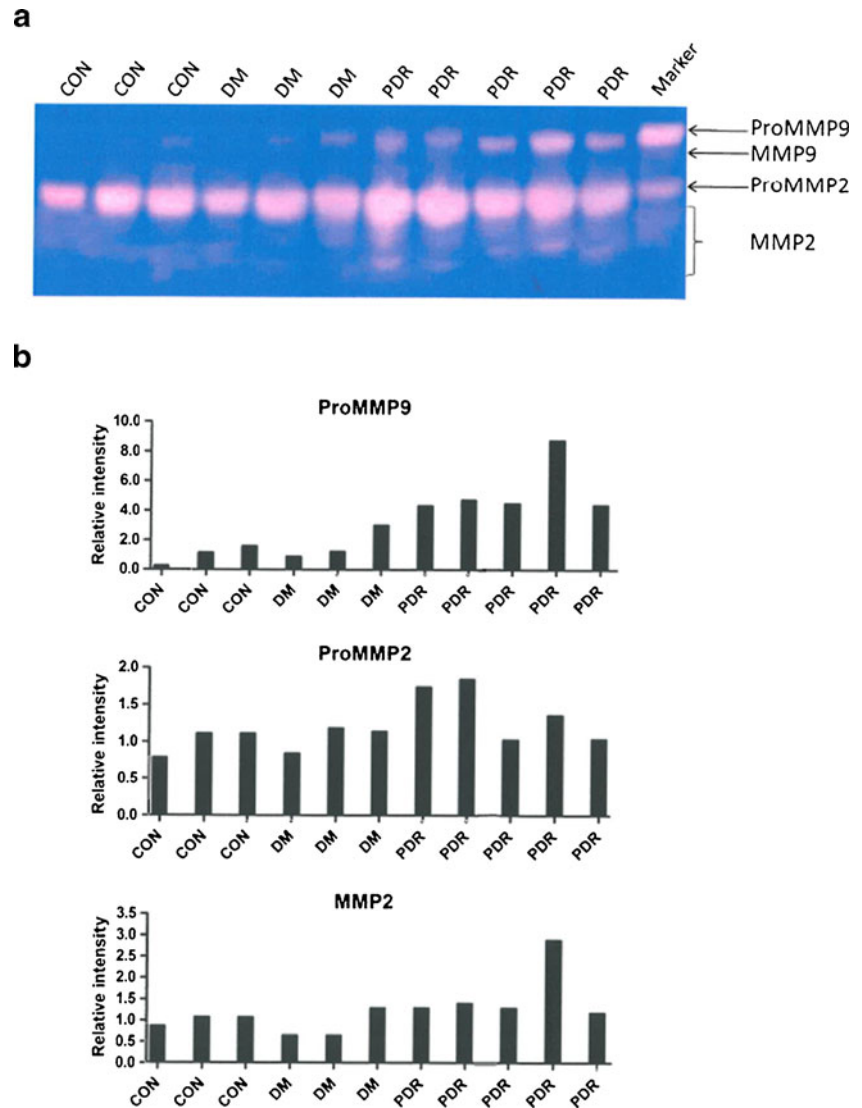 a
CON CON CON DM DM DM PDR PDR PDR PDR PDR Marker
ProMMP9
MMP9
ProMMP2
MMP2
b
ProMMP9
Relative intensity
10.0
8.0
6.0
4.0
2.0
0.0
CON CON CON DM DM DM PDR PDR PDR PDR PDR
ProMMP2
Relative intensity
2.0
1.5
1.0
0.5
0.0
CON CON CON DM DM DM PDR PDR PDR PDR PDR
MMP2
Relative intensity
3.5
3.0
2.5
2.0
1.5
1.0
0.5
0.0
CON CON CON DM DM DM PDR PDR PDR PDR PDR